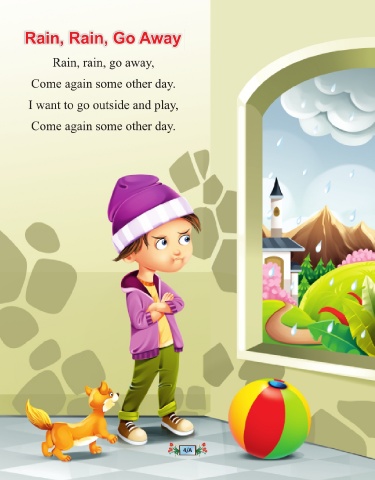 Rain, Rain, Go Away
Rain, rain, go away,
Come again some other day.
I want to go outside and play,
Come again some other day.